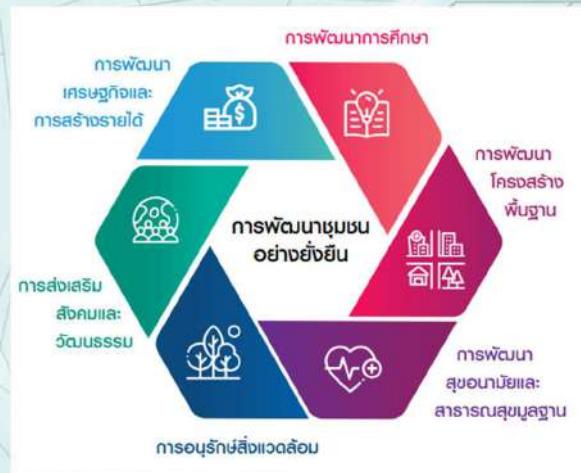 การพัฒนาการศึกษา
การพัฒนา
เศรษฐกิจและ
การสร้างรายได้
การพัฒนา
โครงสร้าง
พื้นฐาน
การพัฒนาชุมชน
อย่างยั่งยืน
การส่งเสริม
สังคมและ
วัฒนธรรม
การพัฒนา
สุขอนามัยและ
สาธารณสุขมูลฐาน
การอนุรักษ์สิ่งแวดล้อม